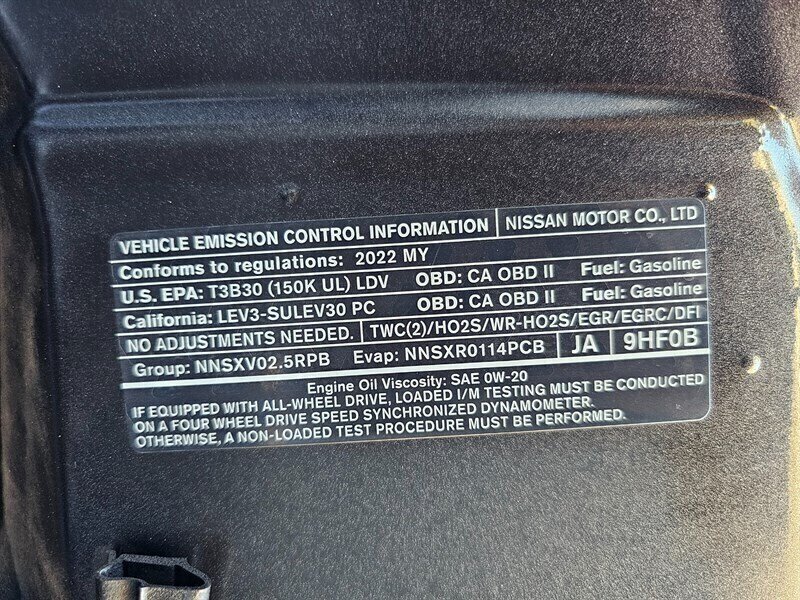 VEHICLE EMISSION CONTROL INFORMATION NISSAN MOTOR CO., LTD
Conforms to regulations: 2022 MY
U.S. EPA: T3B30 (150K UL) LDV OBD: CA OBD II Fuel: Gasoline
California: LEV3-SULEV30 PC OBD: CA OBD II Fuel: Gasoline
NO ADJUSTMENTS NEEDED. TWC(2)/HO2S/WR-HO2S/EGR/EGRC/DFI
Group: NNSXV02.5RPB Evap: NNSXR0114PCB JA 9HF0B
Engine Oil Viscosity: SAE 0W-20
IF EQUIPPED WITH ALL-WHEEL DRIVE, LOADED I/M TESTING MUST BE CONDUCTED
ON A FOUR WHEEL DRIVE SPEED SYNCHRONIZED DYNAMOMETER.
OTHERWISE, A NON-LOADED TEST PROCEDURE MUST BE PERFORMED.